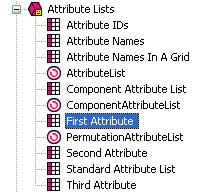 Attribute Lists
Attribute IDs
Attribute Names
Attribute Names In A Grid
AttributeList
Component Attribute List
ComponentAttributeList
First Attribute
PermutationAttributeList
Second Attribute
Standard Attribute List
Third Attribute